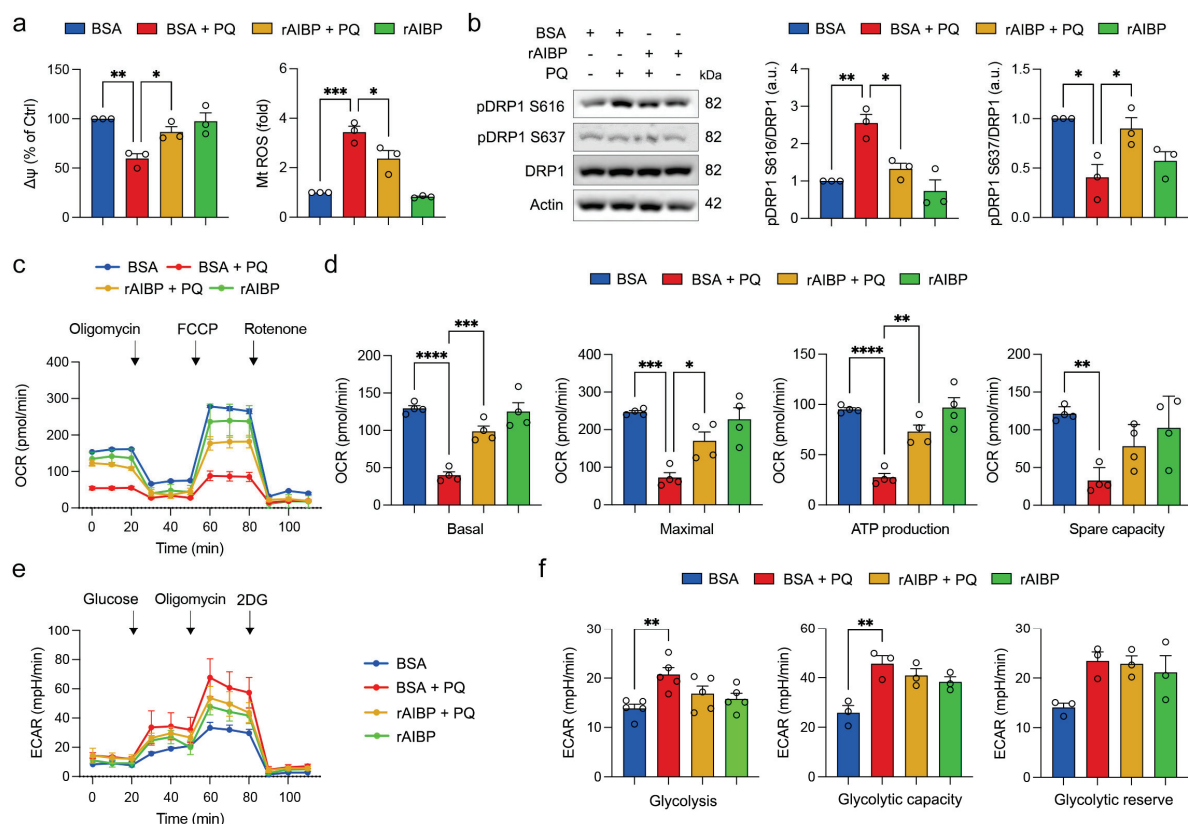 a
BSA BSA + PQ rAIBP + PQ rAIBP
Δψ (% of Ctrl)
150
100
50
0
** *
Mt ROS (fold)
6
4
2
0
*** *
b
BSA + + - -
rAIBP - - + +
PQ - + + - kDa
pDRP1 S616 82
pDRP1 S637 82
DRP1 82
Actin 42
BSA BSA + PQ rAIBP + PQ rAIBP
pDRP1 S616/DRP1 (a.u.)
4
3
2
1
0
** *
pDRP1 S637/DRP1 (a.u.)
1.5
1.0
0.5
0.0
* *
c
BSA BSA + PQ
rAIBP + PQ rAIBP
Oligomycin FCCP Rotenone
OCR (pmol/min)
400
300
200
100
0
0 20 40 60 80 100
Time (min)
d
BSA BSA + PQ rAIBP + PQ rAIBP
OCR (pmol/min)
200
150
100
50
0
**** ***
Basal
OCR (pmol/min)
400
300
200
100
0
*** *
Maximal
OCR (pmol/min)
150
100
50
0
**** **
ATP production
OCR (pmol/min)
200
150
100
50
0
**
Spare capacity
e
Glucose Oligomycin 2DG
ECAR (mpH/min)
100
80
60
40
20
0
0 20 40 60 80 100
Time (min)
BSA
BSA + PQ
rAIBP + PQ
rAIBP
f
BSA BSA + PQ rAIBP + PQ rAIBP
ECAR (mpH/min)
30
20
10
0
**
Glycolysis
ECAR (mpH/min)
60
40
20
0
**
Glycolytic capacity
ECAR (mpH/min)
30
20
10
0
Glycolytic reserve